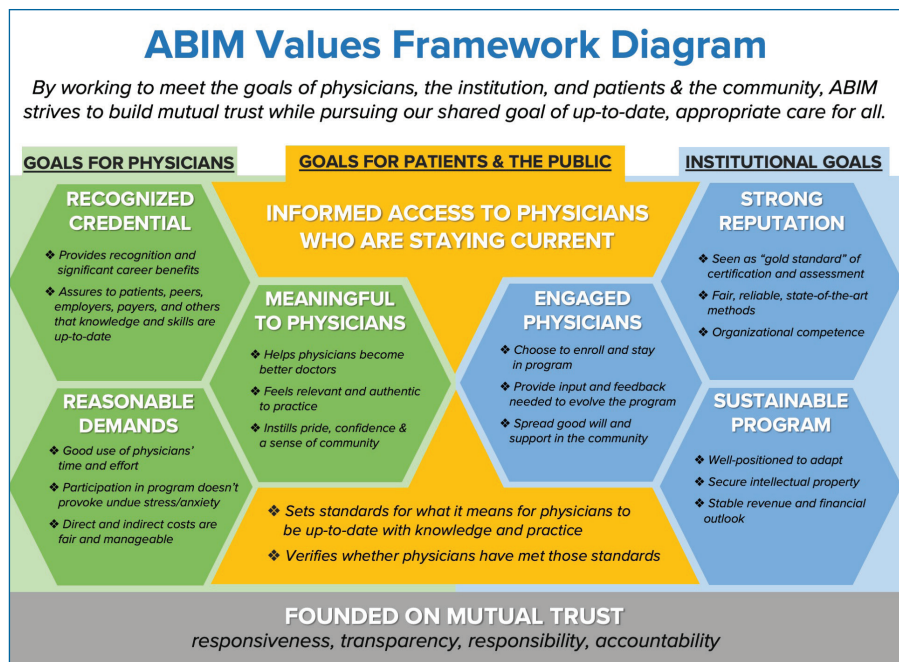 ABIM Values Framework Diagram
By working to meet the goals of physicians, the institution, and patients & the community, ABIM
strives to build mutual trust while pursuing our shared goal of up-to-date, appropriate care for all.
GOALS FOR PHYSICIANS
RECOGNIZED
CREDENTIAL
❖ Provides recognition and
significant career benefits
❖ Assures to patients, peers,
employers, payers, and others
that knowledge and skills are
up-to-date
REASONABLE
DEMANDS
❖ Good use of physicians’
time and effort
❖ Participation in program doesn’t
provoke undue stress/anxiety
❖ Direct and indirect costs are
fair and manageable
MEANINGFUL
TO PHYSICIANS
❖ Helps physicians become
better doctors
❖ Feels relevant and authentic
to practice
❖ Instills pride, confidence &
a sense of community
GOALS FOR PATIENTS & THE PUBLIC
INFORMED ACCESS TO PHYSICIANS
WHO ARE STAYING CURRENT
❖ Sets standards for what it means for physicians to
be up-to-date with knowledge and practice
❖ Verifies whether physicians have met those standards
INSTITUTIONAL GOALS
ENGAGED
PHYSICIANS
❖ Choose to enroll and stay
in program
❖ Provide input and feedback
needed to evolve the program
❖ Spread good will and
support in the community
STRONG
REPUTATION
❖ Seen as “gold standard” of
certification and assessment
❖ Fair, reliable, state-of-the-art
methods
❖ Organizational competence
SUSTAINABLE
PROGRAM
❖ Well-positioned to adapt
❖ Secure intellectual property
❖ Stable revenue and financial
outlook
FOUNDED ON MUTUAL TRUST
responsiveness, transparency, responsibility, accountability